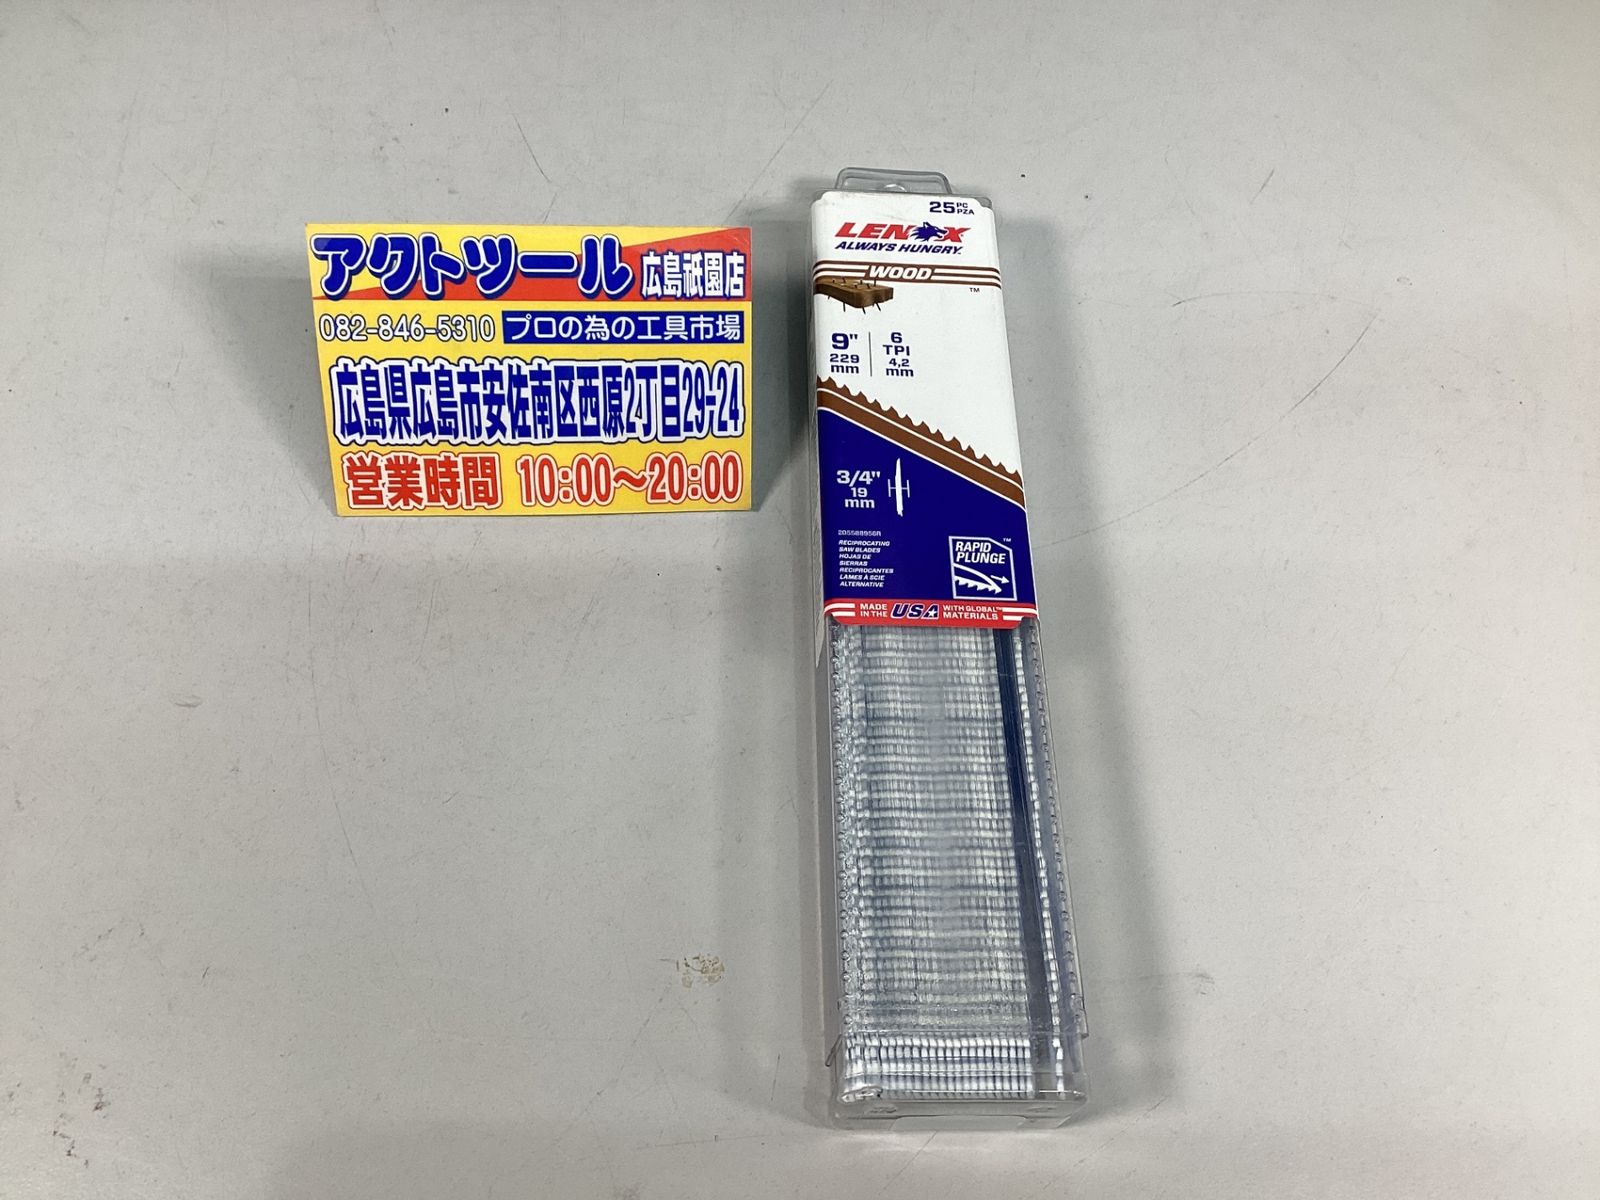 アクトツール 広島祇園店
082-846-5310 プロの為の工具市場
広島県広島市安佐南区西原2丁目29-24
営業時間 10:00〜20:00
25 PC PZA
LENOX
ALWAYS HUNGRY.
WOOD
TM
9"
229
mm
6
TPI
4,2
mm
3/4"
19
mm
RECIPROCATING
SAW BLADES
HOJAS DE
SIERRAS
RECIPROCANTES
LAMES À SCIE
ALTERNATIVE
RAPID
PLUNGE
TM
MADE IN THE USA WITH GLOBAL MATERIALS